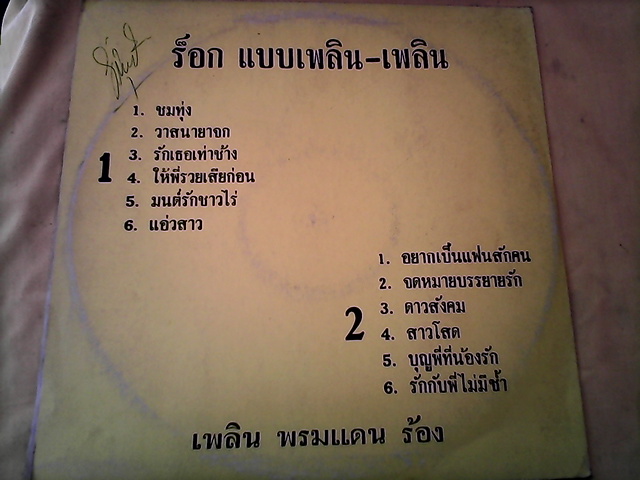 ร็อก แบบเพลิน-เพลิน
1
1. ชมทุ่ง
2. วาสนายาจก
3. รักเธอเท่าช้าง
4. ให้พี่รวยเสียก่อน
5. มนต์รักชาวไร่
6. แอ่วสาว
2
1. อยากเป็นแฟนสักคน
2. จดหมายบรรยายรัก
3. ดาวสังคม
4. สาวโสด
5. บุญพี่ที่น้องรัก
6. รักกับพี่ไม่มีช้ำ
เพลิน พรมแดน ร้อง